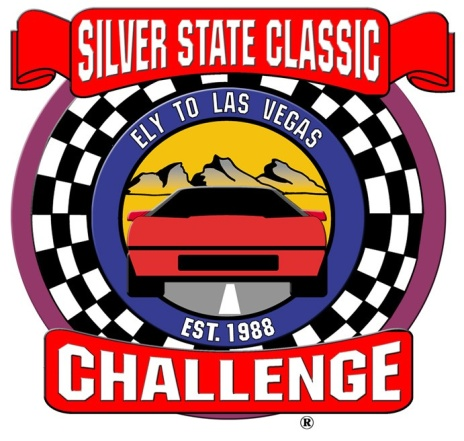 SILVER STATE CLASSIC
ELY TO LAS VEGAS
EST. 1988
CHALLENGE
®